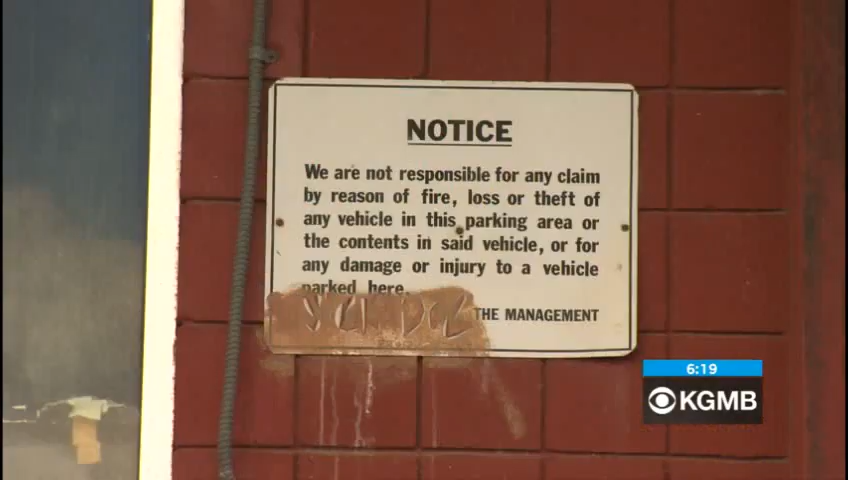 NOTICE
We are not responsible for any claim
by reason of fire, loss or theft of
any vehicle in this parking area or
the contents in said vehicle, or for
any damage or injury to a vehicle
parked here.
THE MANAGEMENT
6:19
KGMB